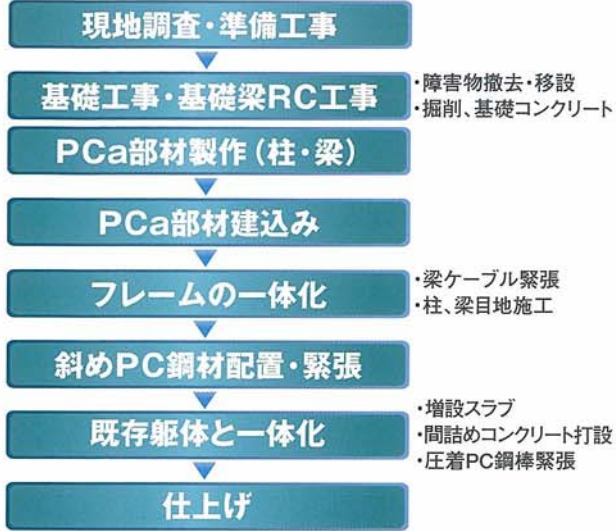 現地調査・準備工事
基礎工事・基礎梁RC工事
・障害物撤去・移設
・掘削、基礎コンクリート
PCa部材製作（柱・梁）
PCa部材建込み
フレームの一体化
・梁ケーブル緊張
・柱、梁目地施工
斜めPC鋼材配置・緊張
既存躯体と一体化
・増設スラブ
・間詰めコンクリート打設
・圧着PC鋼棒緊張
仕上げ